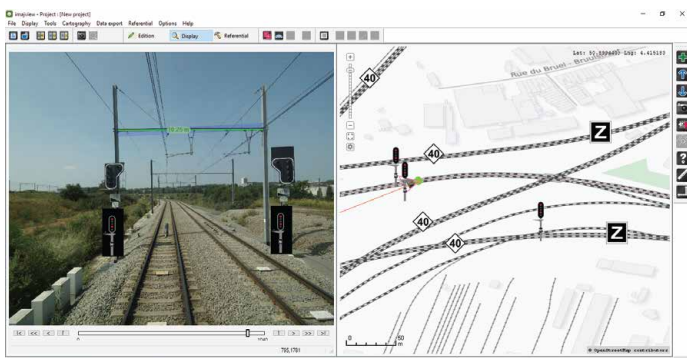 imajview - Project : [New project]
File Display Tools Cartography Data export Referential Options Help
Edition Display Referential
40
Rue du Bruel - Bruul
Z
40
40
40
Z
0 50
m
© OpenStreetMap contributors